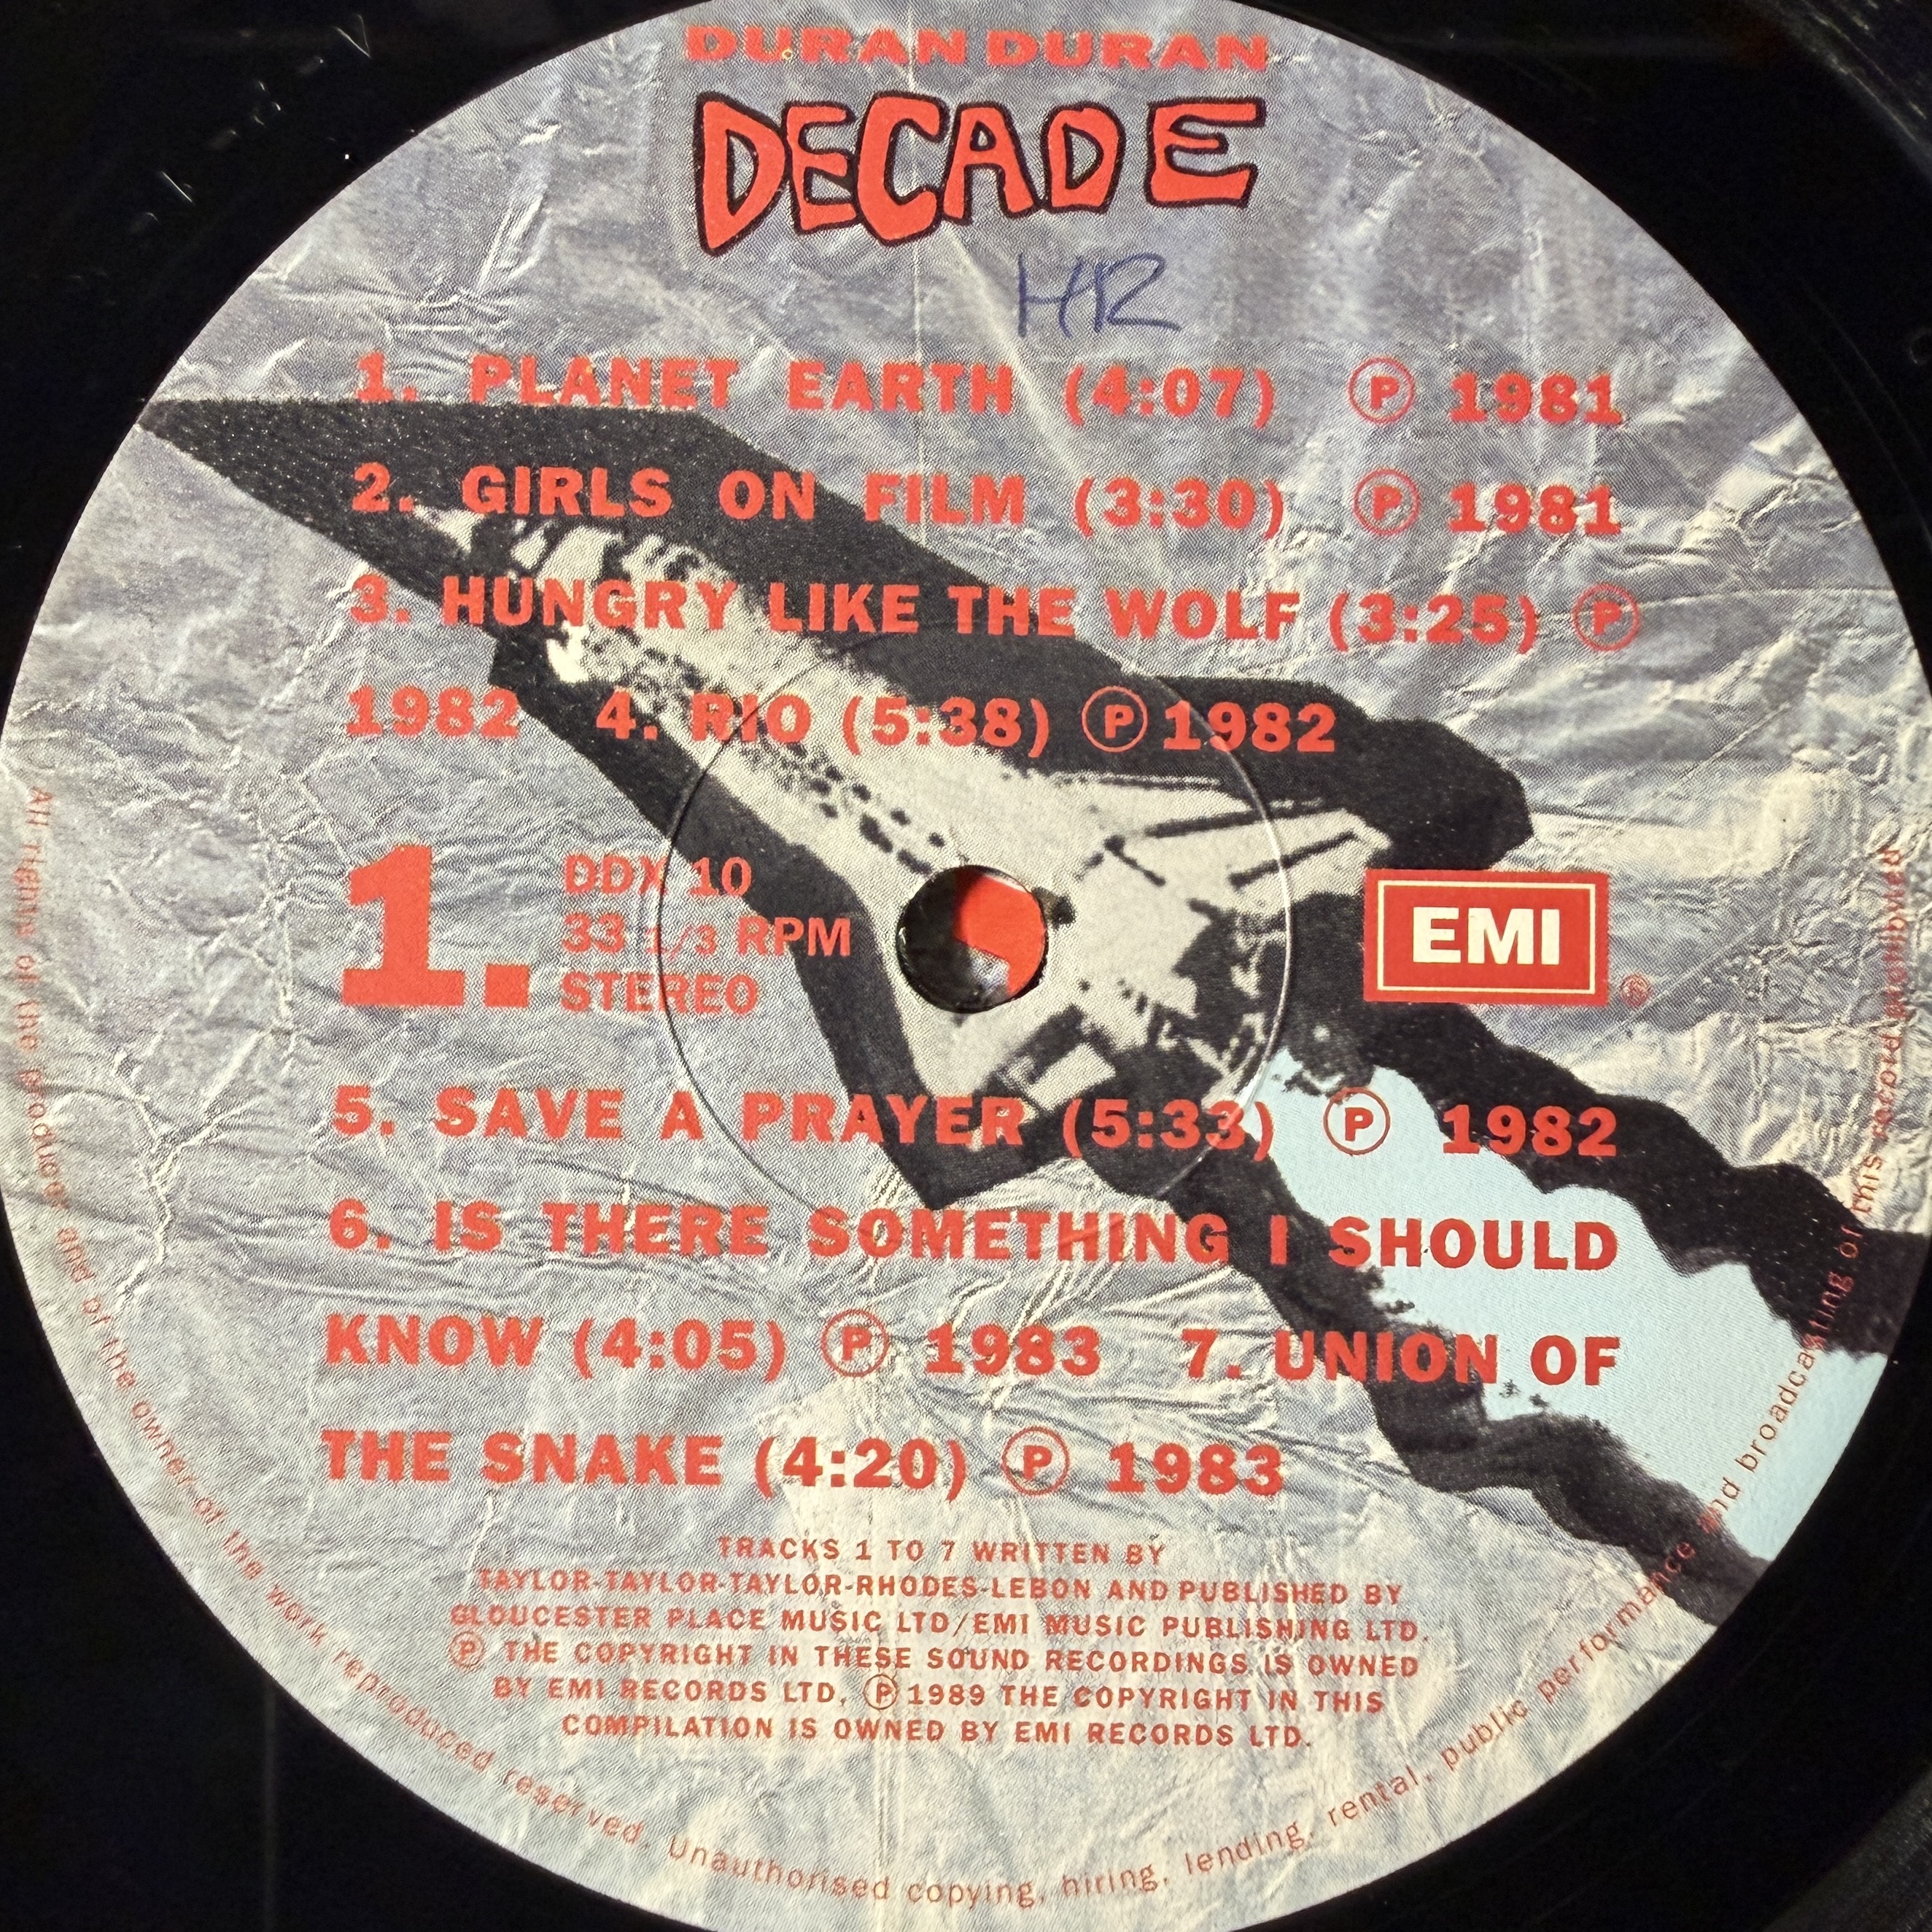 DURAN DURAN
DECADE
HR
1. PLANET EARTH (4:07) Ⓟ 1981
2. GIRLS ON FILM (3:30) Ⓟ 1981
3. HUNGRY LIKE THE WOLF (3:25) Ⓟ
1982 4. RIO (5:38) Ⓟ 1982
1.
DDX 10
33 1/3 RPM
STEREO
EMI
®
5. SAVE A PRAYER (5:33) Ⓟ 1982
6. IS THERE SOMETHING I SHOULD
KNOW (4:05) Ⓟ 1983 7. UNION OF
THE SNAKE (4:20) Ⓟ 1983
TRACKS 1 TO 7 WRITTEN BY
TAYLOR-TAYLOR-TAYLOR-RHODES-LEBON AND PUBLISHED BY
GLOUCESTER PLACE MUSIC LTD/EMI MUSIC PUBLISHING LTD.
Ⓟ THE COPYRIGHT IN THESE SOUND RECORDINGS IS OWNED
BY EMI RECORDS LTD, Ⓟ 1989 THE COPYRIGHT IN THIS
COMPILATION IS OWNED BY EMI RECORDS LTD.
All rights of the producer and of the owner of the work reproduced reserved. Unauthorised copying, hiring, lending, rental, public performance and broadcasting of this record prohibited